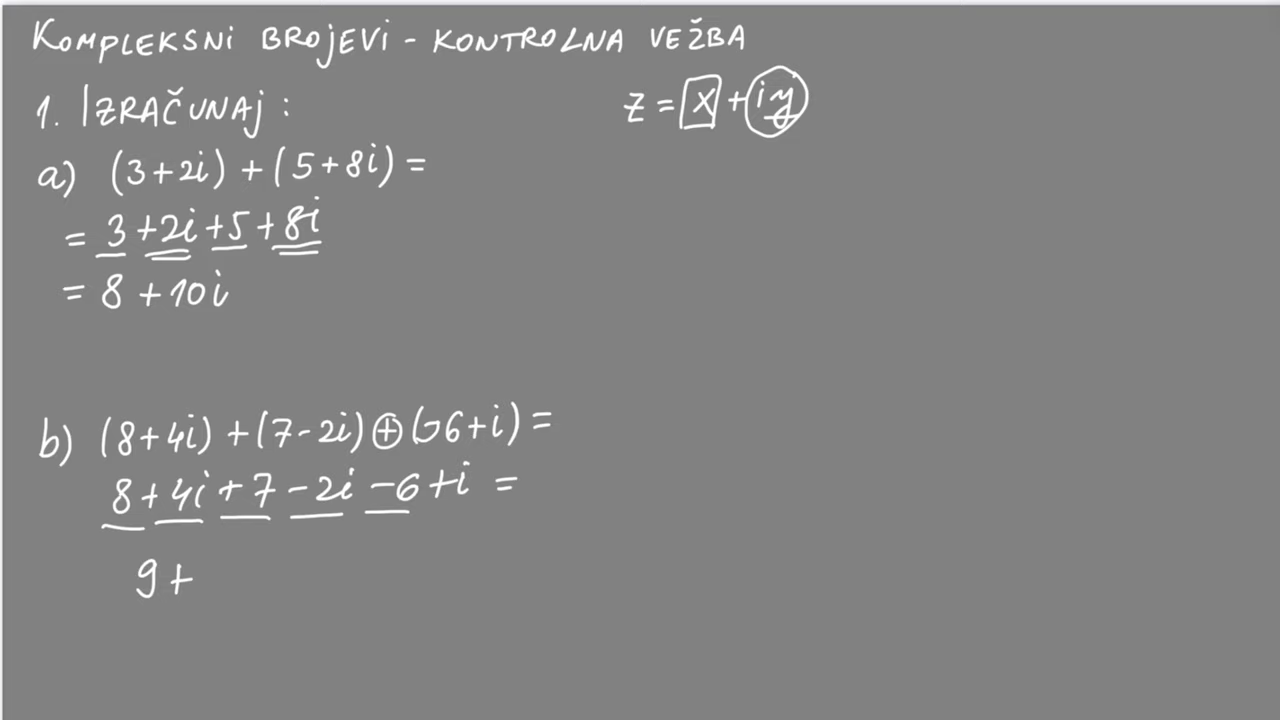 KOMPLEKSNI BROJEVI - KONTROLNA VEŽBA
1. IZRAČUNAJ :
z = x + iy
a) (3+2i) + (5+8i) =
= 3 +2i +5 + 8i
= 8 + 10i
b) (8+4i) + (7-2i) ⊕ (-6+i) =
8 + 4i + 7 - 2i - 6 + i =
9 +